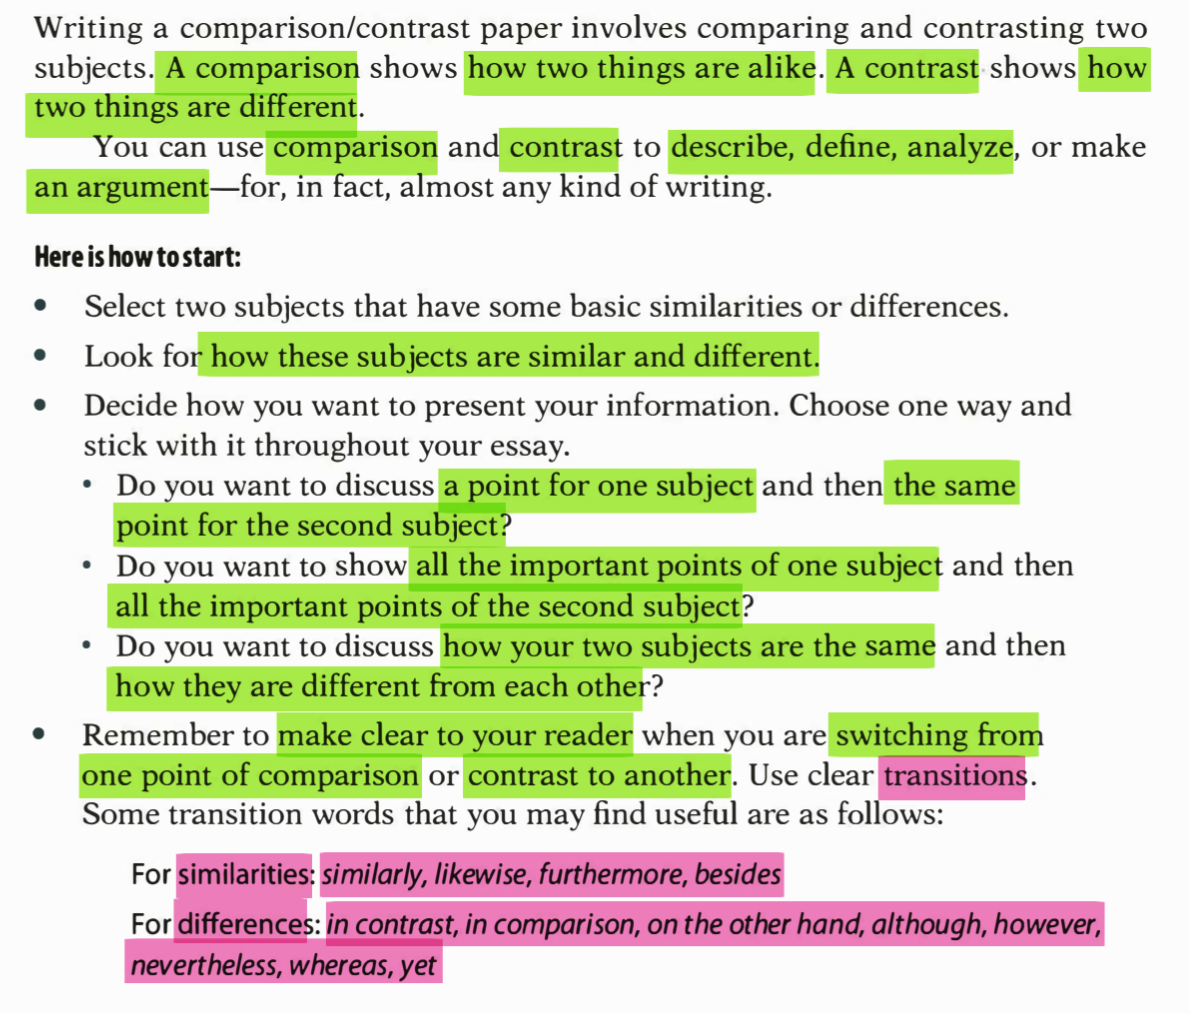 Writing a comparison/contrast paper involves comparing and contrasting two
subjects. A comparison shows how two things are alike. A contrast shows how
two things are different.
You can use comparison and contrast to describe, define, analyze, or make
an argument—for, in fact, almost any kind of writing.
Here is how to start:
• Select two subjects that have some basic similarities or differences.
• Look for how these subjects are similar and different.
• Decide how you want to present your information. Choose one way and
stick with it throughout your essay.
• Do you want to discuss a point for one subject and then the same
point for the second subject?
• Do you want to show all the important points of one subject and then
all the important points of the second subject?
• Do you want to discuss how your two subjects are the same and then
how they are different from each other?
• Remember to make clear to your reader when you are switching from
one point of comparison or contrast to another. Use clear transitions.
Some transition words that you may find useful are as follows:
For similarities: similarly, likewise, furthermore, besides
For differences: in contrast, in comparison, on the other hand, although, however,
nevertheless, whereas, yet